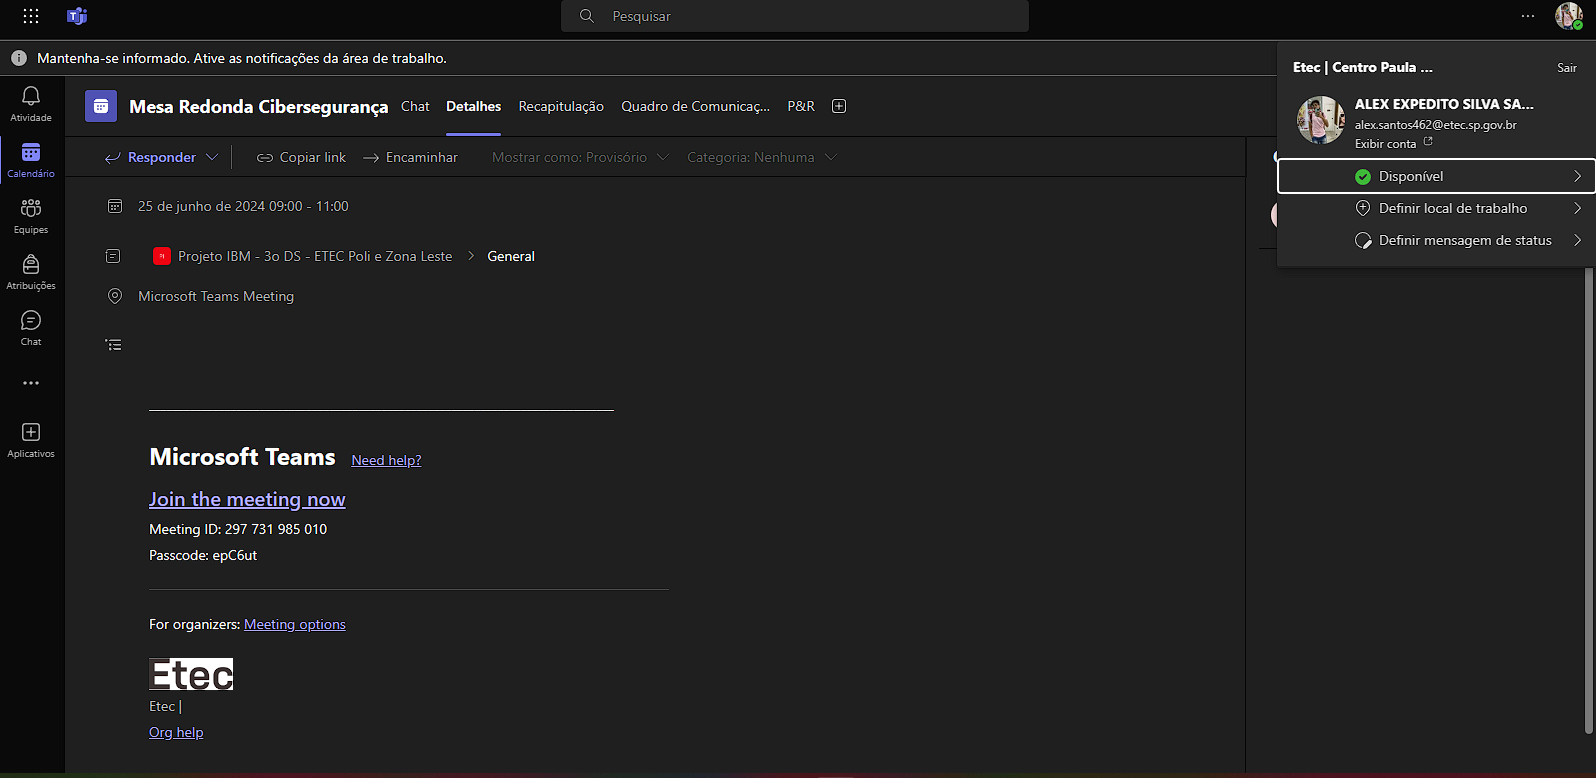 Pesquisar
Mantenha-se informado. Ative as notificações da área de trabalho.
Etec | Centro Paula ...
Sair
ALEX EXPEDITO SILVA SA...
alex.santos462@etec.sp.gov.br
Exibir conta
Disponível
Definir local de trabalho
Definir mensagem de status
Atividade
Calendário
Equipes
Atribuições
Chat
Aplicativos
Mesa Redonda Cibersegurança Chat Detalhes Recapitulação Quadro de Comunicaç... P&R
Responder Copiar link Encaminhar Mostrar como: Provisório Categoria: Nenhuma
25 de junho de 2024 09:00 - 11:00
Projeto IBM - 3o DS - ETEC Poli e Zona Leste > General
Microsoft Teams Meeting
Microsoft Teams Need help?
Join the meeting now
Meeting ID: 297 731 985 010
Passcode: epC6ut
For organizers: Meeting options
Etec
Etec |
Org help